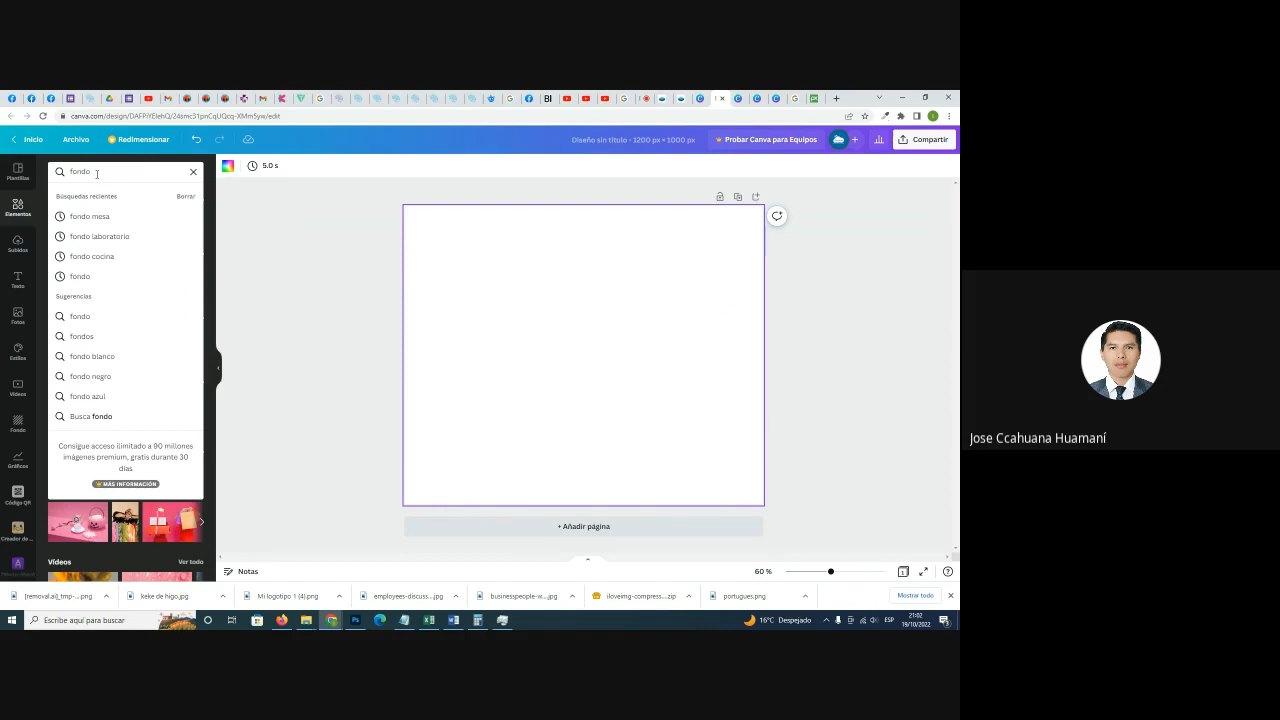 BI
canva.com/design/DAFPiYEIehQ/24smc31pnCqUQcq-XMm5yw/edit
Inicio
Archivo
Redimensionar
Diseño sin título - 1200 px × 1000 px
Probar Canva para Equipos
Compartir
Plantillas
Elementos
Subidos
Texto
Fotos
Estilos
Vídeos
Fondo
Gráficos
Código QR
Creador de ...
fondo
Búsquedas recientes
Borrar
fondo mesa
fondo laboratorio
fondo cocina
fondo
Sugerencias
fondo
fondos
fondo blanco
fondo negro
fondo azul
Busca fondo
Consigue acceso ilimitado a 90 millones
imágenes premium, gratis durante 30
días
MÁS INFORMACIÓN
Vídeos
Ver todo
5.0 s
+ Añadir página
Notas
60 %
1
[removal.ai]_tmp-....png
keke de higo.jpg
Mi logotipo 1 (4).png
employees-discuss....jpg
businesspeople-w....jpg
iloveimg-compress....zip
portugues.png
Mostrar todo
Escribe aquí para buscar
16°C Despejado
ESP
21:02
19/10/2022
Jose Ccahuana Huamaní